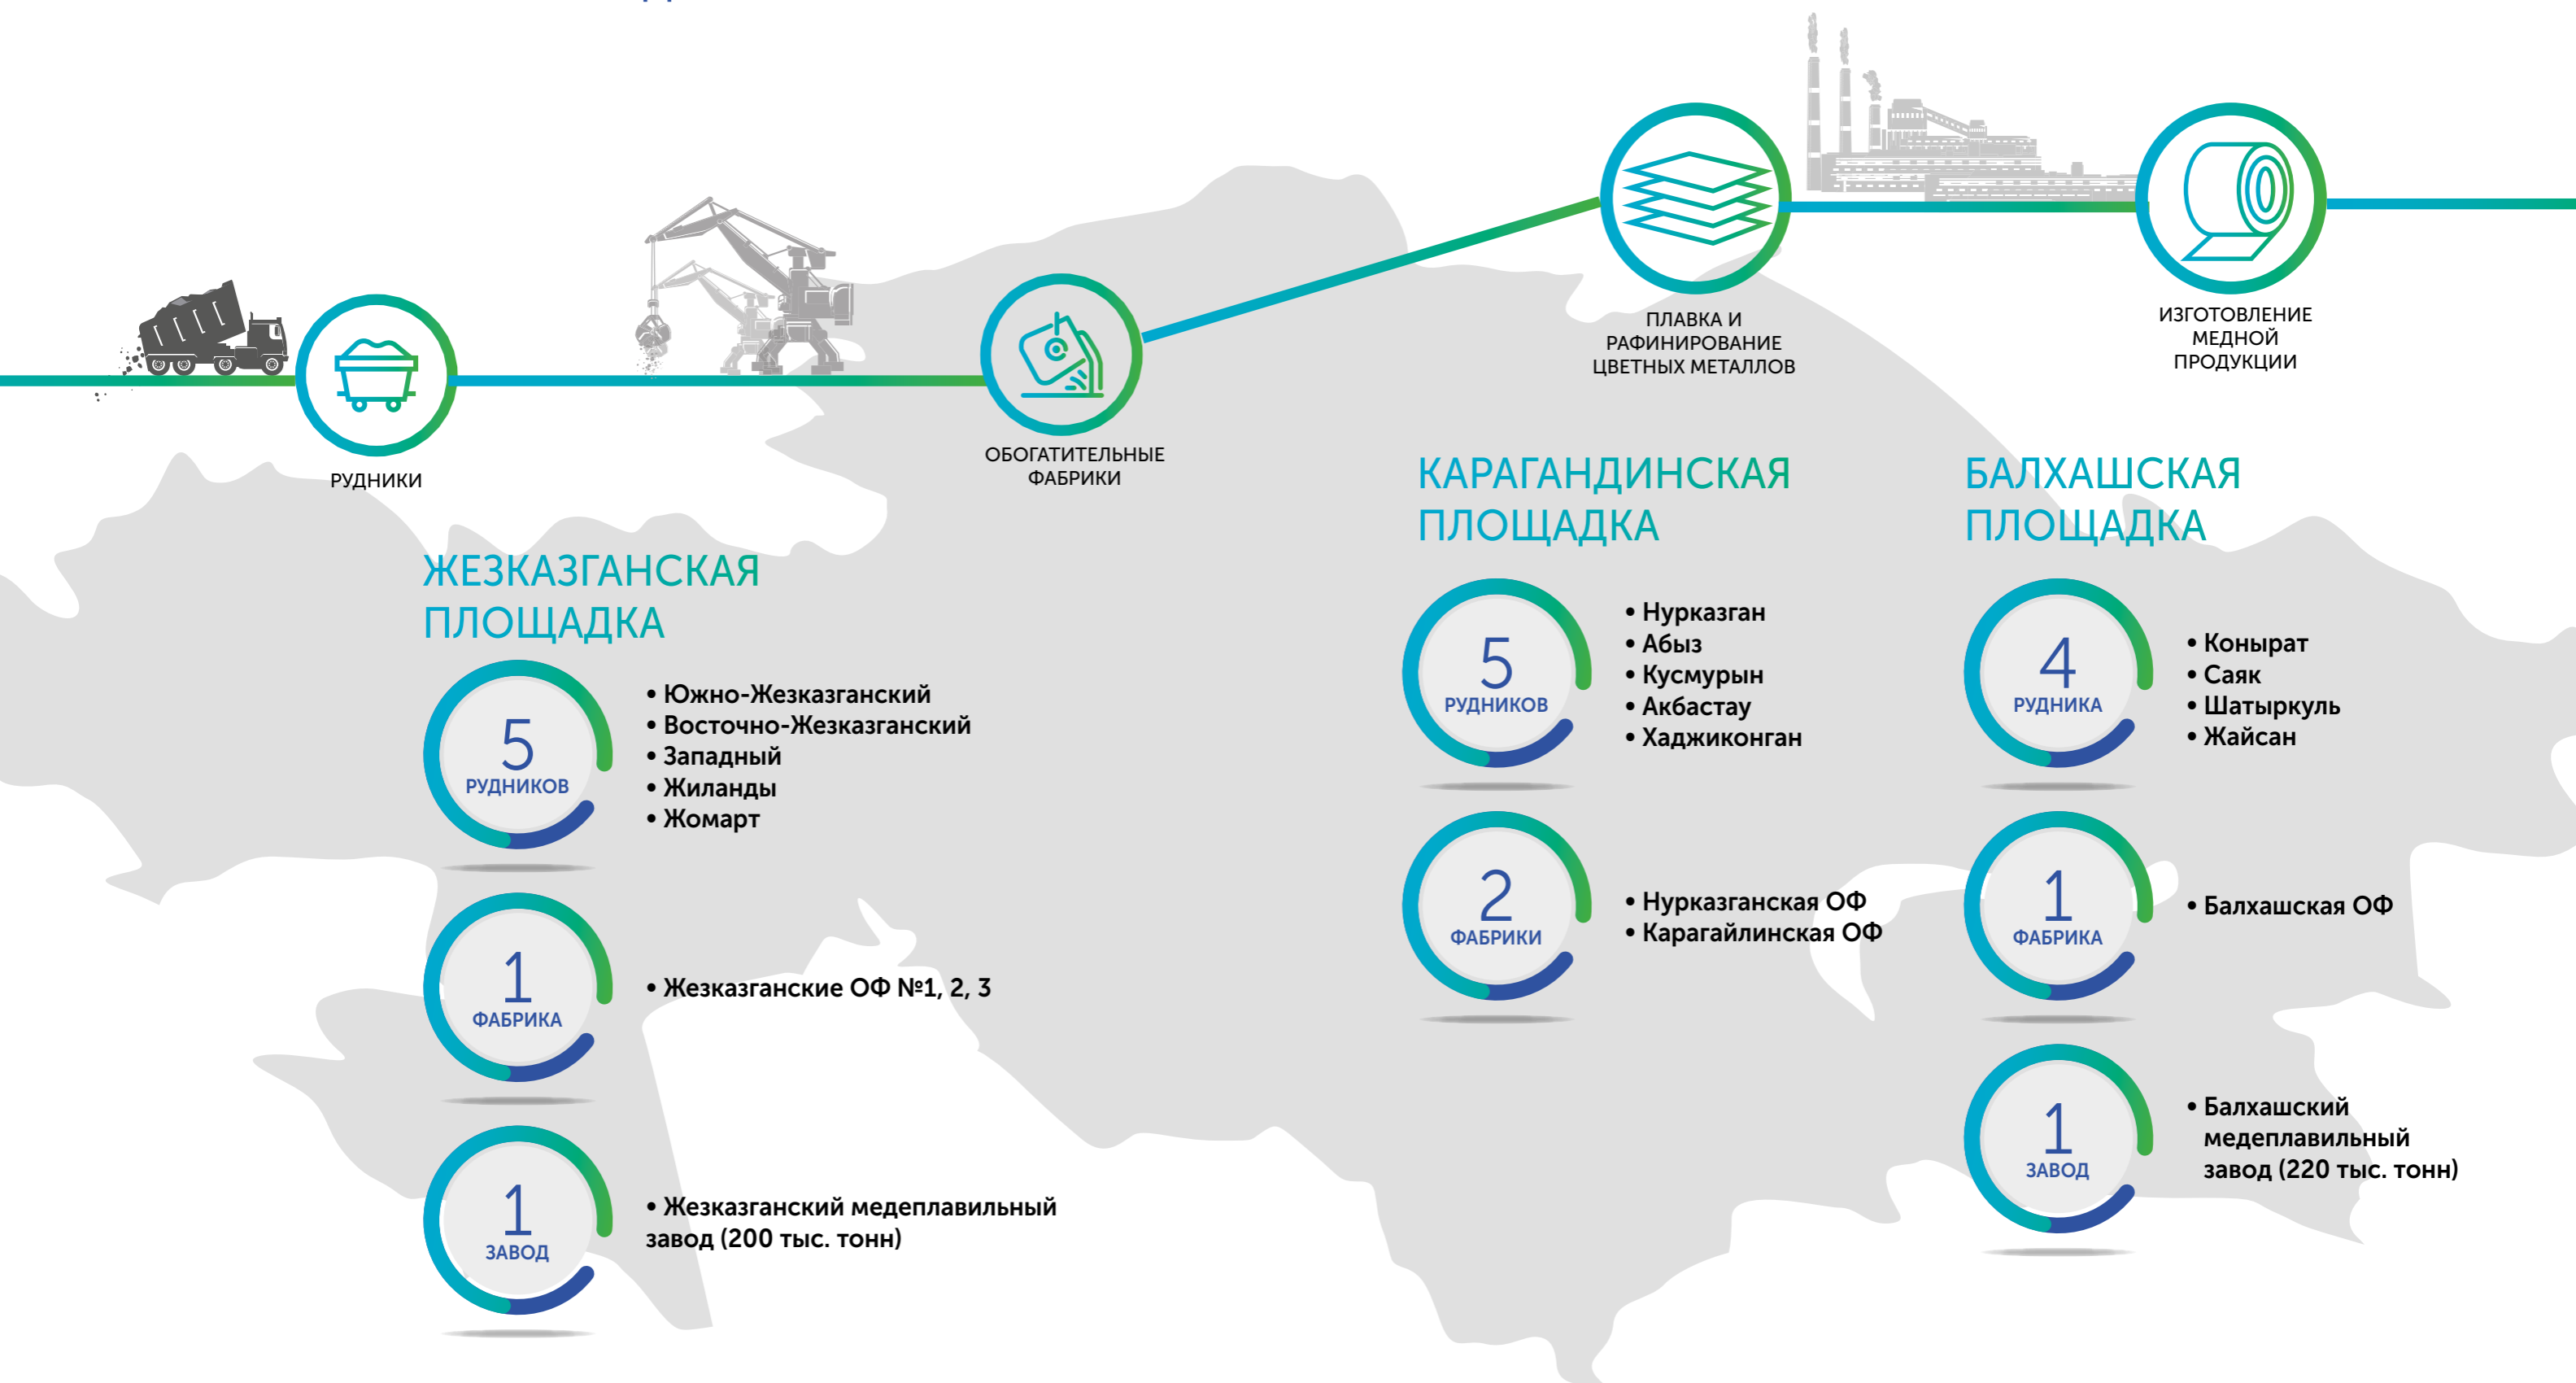 РУДНИКИ
ОБОГАТИТЕЛЬНЫЕ
ФАБРИКИ
ПЛАВКА И
РАФИНИРОВАНИЕ
ЦВЕТНЫХ МЕТАЛЛОВ
ИЗГОТОВЛЕНИЕ
МЕДНОЙ
ПРОДУКЦИИ
ЖЕЗКАЗГАНСКАЯ
ПЛОЩАДКА
5
РУДНИКОВ
• Южно-Жезказганский
• Восточно-Жезказганский
• Западный
• Жиланды
• Жомарт
1
ФАБРИКА
• Жезказганские ОФ №1, 2, 3
1
ЗАВОД
• Жезказганский медеплавильный
завод (200 тыс. тонн)
КАРАГАНДИНСКАЯ
ПЛОЩАДКА
5
РУДНИКОВ
• Нурказган
• Абыз
• Кусмурын
• Акбастау
• Хаджиконган
2
ФАБРИКИ
• Нурказганская ОФ
• Карагайлинская ОФ
БАЛХАШСКАЯ
ПЛОЩАДКА
4
РУДНИКА
• Конырат
• Саяк
• Шатыркуль
• Жайсан
1
ФАБРИКА
• Балхашская ОФ
1
ЗАВОД
• Балхашский
медеплавильный
завод (220 тыс. тонн)